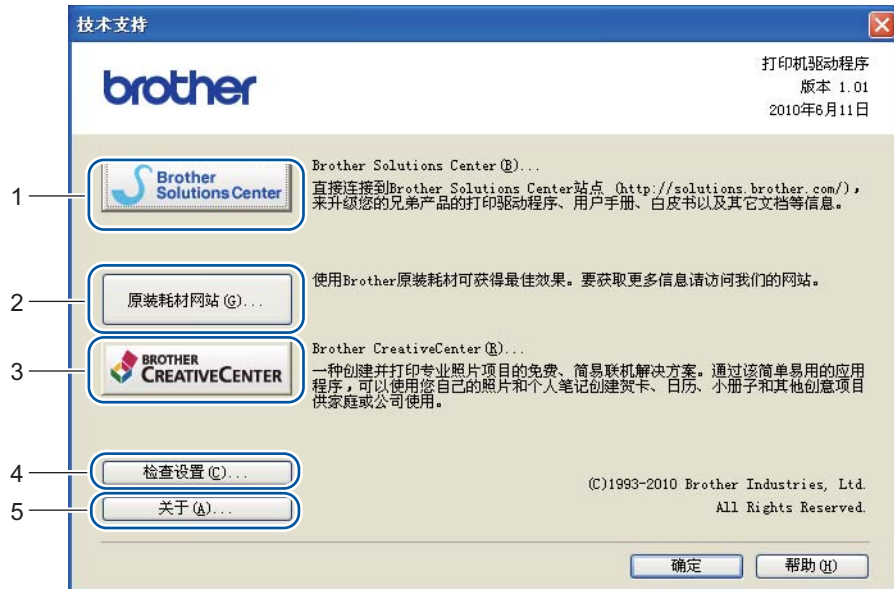 技术支持
brother
打印机驱动程序
版本 1.01
2010年6月11日
1
Brother
Solutions Center
Brother Solutions Center(B)...
直接连接到Brother Solutions Center站点 (http://solutions.brother.com/)，
来升级您的兄弟产品的打印驱动程序、用户手册、白皮书以及其它文档等信息。
2
原装耗材网站(G)...
使用Brother原装耗材可获得最佳效果。要获取更多信息请访问我们的网站。
3
BROTHER
CREATIVECENTER
Brother CreativeCenter(R)...
一种创建并打印专业照片项目的免费、简易联机解决方案。通过该简单易用的应用
程序，可以使用您自己的照片和个人笔记创建贺卡、日历、小册子和其他创意项目
供家庭或公司使用。
4
检查设置(C)...
5
关于(A)...
(C)1993-2010 Brother Industries, Ltd.
All Rights Reserved.
确定
帮助(H)